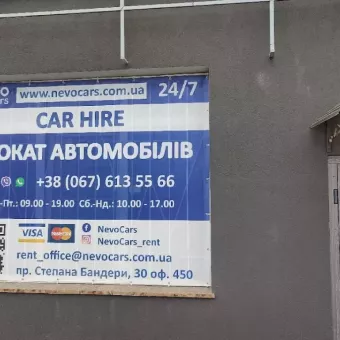 www.nevocars.com.ua 24/7
CAR HIRE
ОКАТ АВТОМОБІЛІВ
+38 (067) 613 55 66
.-Пт.: 09.00 - 19.00 Сб.-Нд.: 10.00 - 17.00
VISA MasterCard NevoCars
NevoCars_rent
rent_office@nevocars.com.ua
пр. Степана Бандери, 30 оф. 450